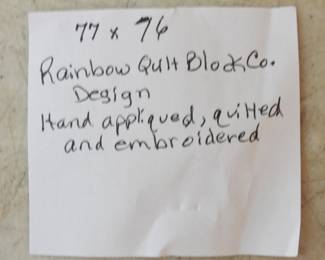 77 x 76
Rainbow Quilt Block Co.
Design
Hand appliqued, quilted
and embroidered